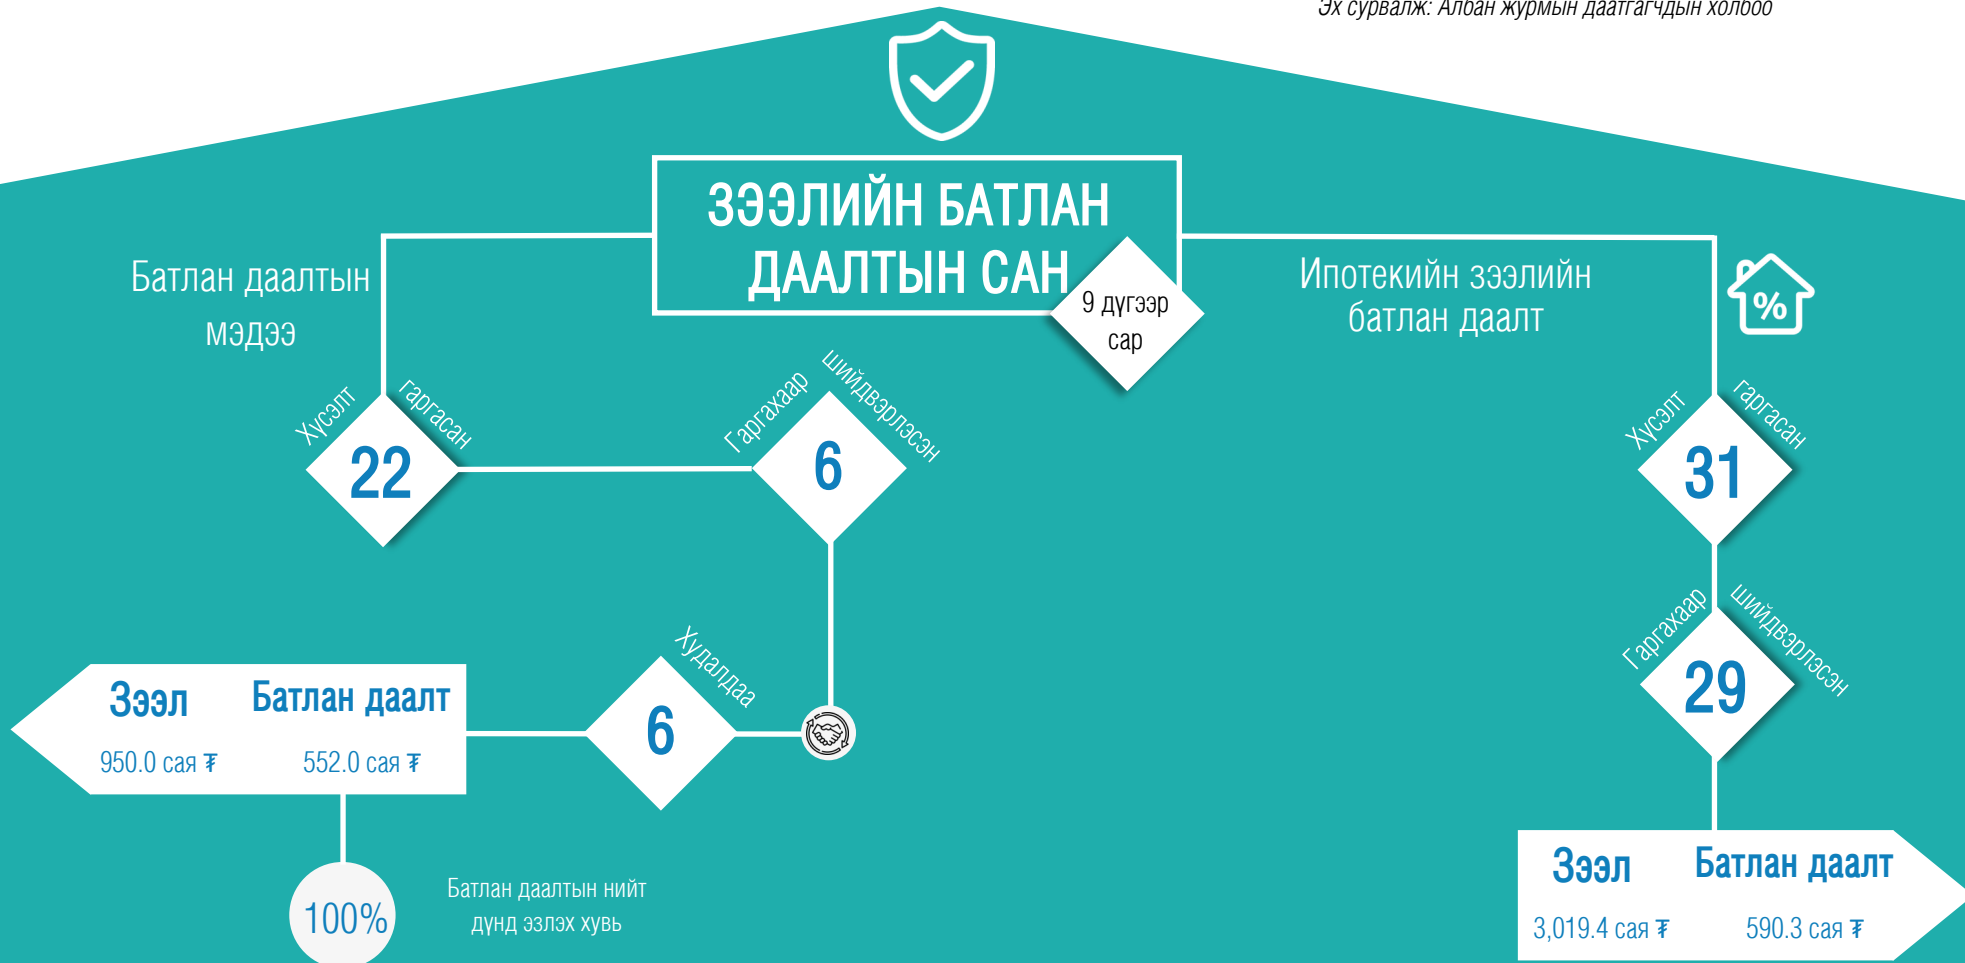 Эх сурвалж: Албан журмын даатгагчдын холбоо
ЗЭЭЛИЙН БАТЛАН
ДААЛТЫН САН
9 дүгээр
сар
Батлан даалтын
мэдээ
Хүсэлт гаргасан
22
Гаргахаар шийдвэрлэсэн
6
Худалдаа
6
Зээл Батлан даалт
950.0 сая ₮ 552.0 сая ₮
100%
Батлан даалтын нийт
дүнд эзлэх хувь
Ипотекийн зээлийн
батлан даалт
%
Хүсэлт гаргасан
31
Гаргахаар шийдвэрлэсэн
29
Зээл Батлан даалт
3,019.4 сая ₮ 590.3 сая ₮